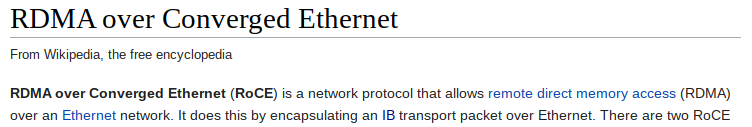 RDMA over Converged Ethernet
From Wikipedia, the free encyclopedia
RDMA over Converged Ethernet (RoCE) is a network protocol that allows remote direct memory access (RDMA)
over an Ethernet network. It does this by encapsulating an IB transport packet over Ethernet. There are two RoCE